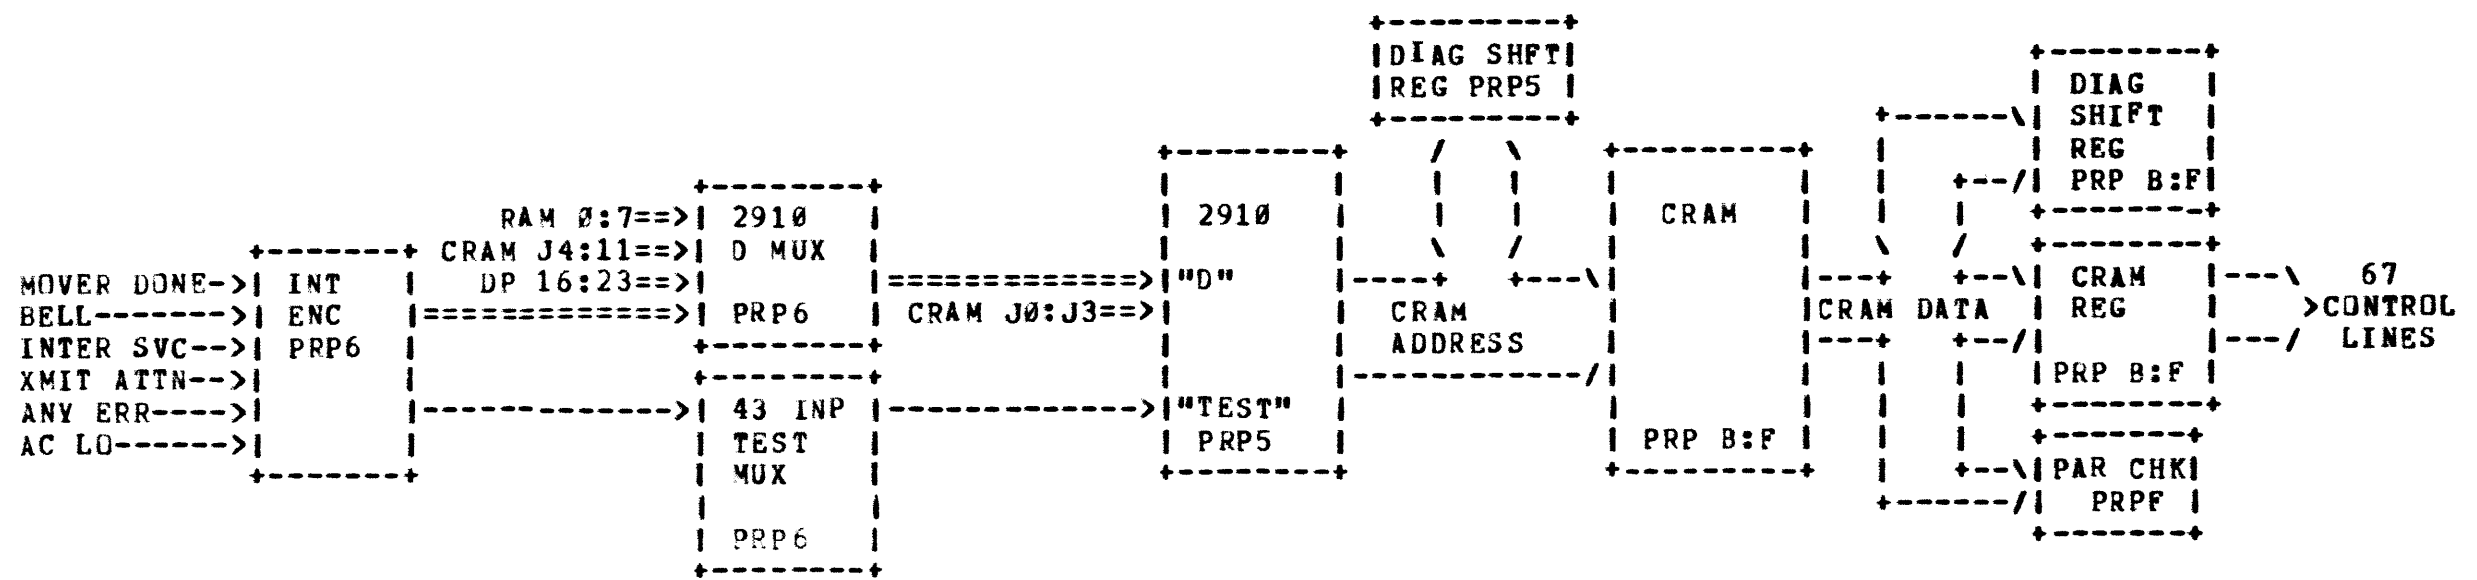 DIAG SHFT
REG PRP5
DIAG
SHIFT
REG
PRP B:F
RAM 0:7==>
CRAM J4:11==>
DP 16:23==>
2910
D MUX
PRP6
MOVER DONE->
BELL------->
INTER SVC-->
XMIT ATTN-->
ANY ERR---->
AC LO------>
INT
ENC
PRP6
43 INP
TEST
MUX
PRP6
CRAM J0:J3==>
2910
"D"
"TEST"
PRP5
CRAM
ADDRESS
CRAM
PRP B:F
CRAM DATA
CRAM
REG
PRP B:F
PAR CHK
PRPF
67
>CONTROL
LINES